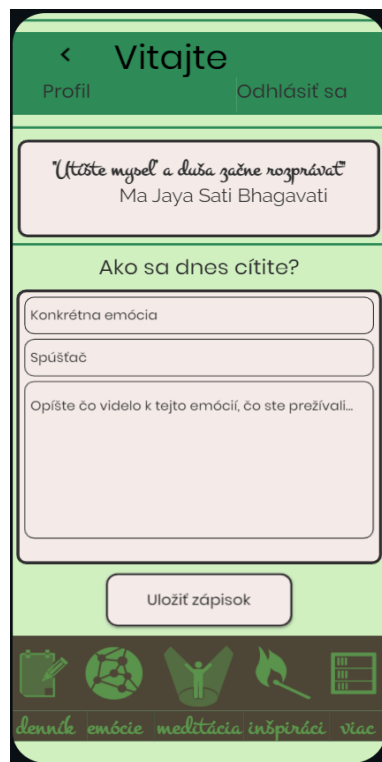 Vitajte
Profil Odhlásiť sa
"Utíšte myseľ a duša začne rozprávať"
Ma Jaya Sati Bhagavati
Ako sa dnes cítite?
Konkrétna emócia
Spúšťač
Opíšte čo videlo k tejto emócií, čo ste prežívali...
Uložiť zápisok
denník emócie meditácia inšpiráci viac